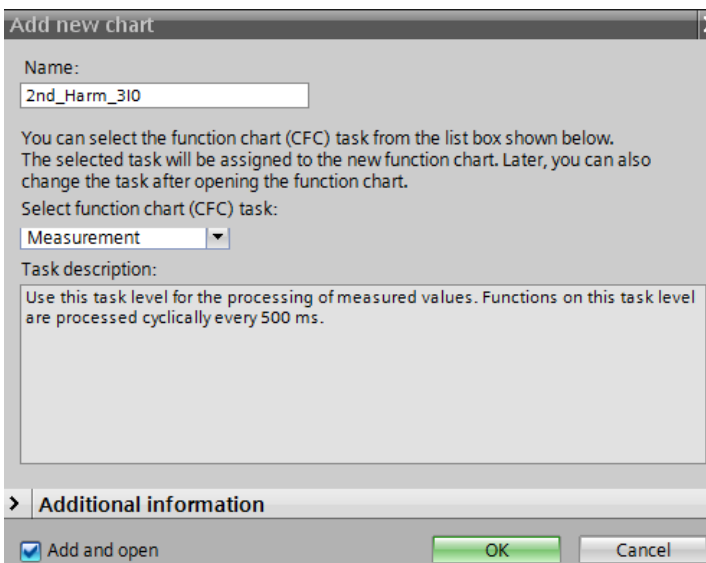 Add new chart
Name:
2nd_Harm_3I0
You can select the function chart (CFC) task from the list box shown below.
The selected task will be assigned to the new function chart. Later, you can also
change the task after opening the function chart.
Select function chart (CFC) task:
Measurement
Task description:
Use this task level for the processing of measured values. Functions on this task level
are processed cyclically every 500 ms.
Additional information
Add and open
OK
Cancel